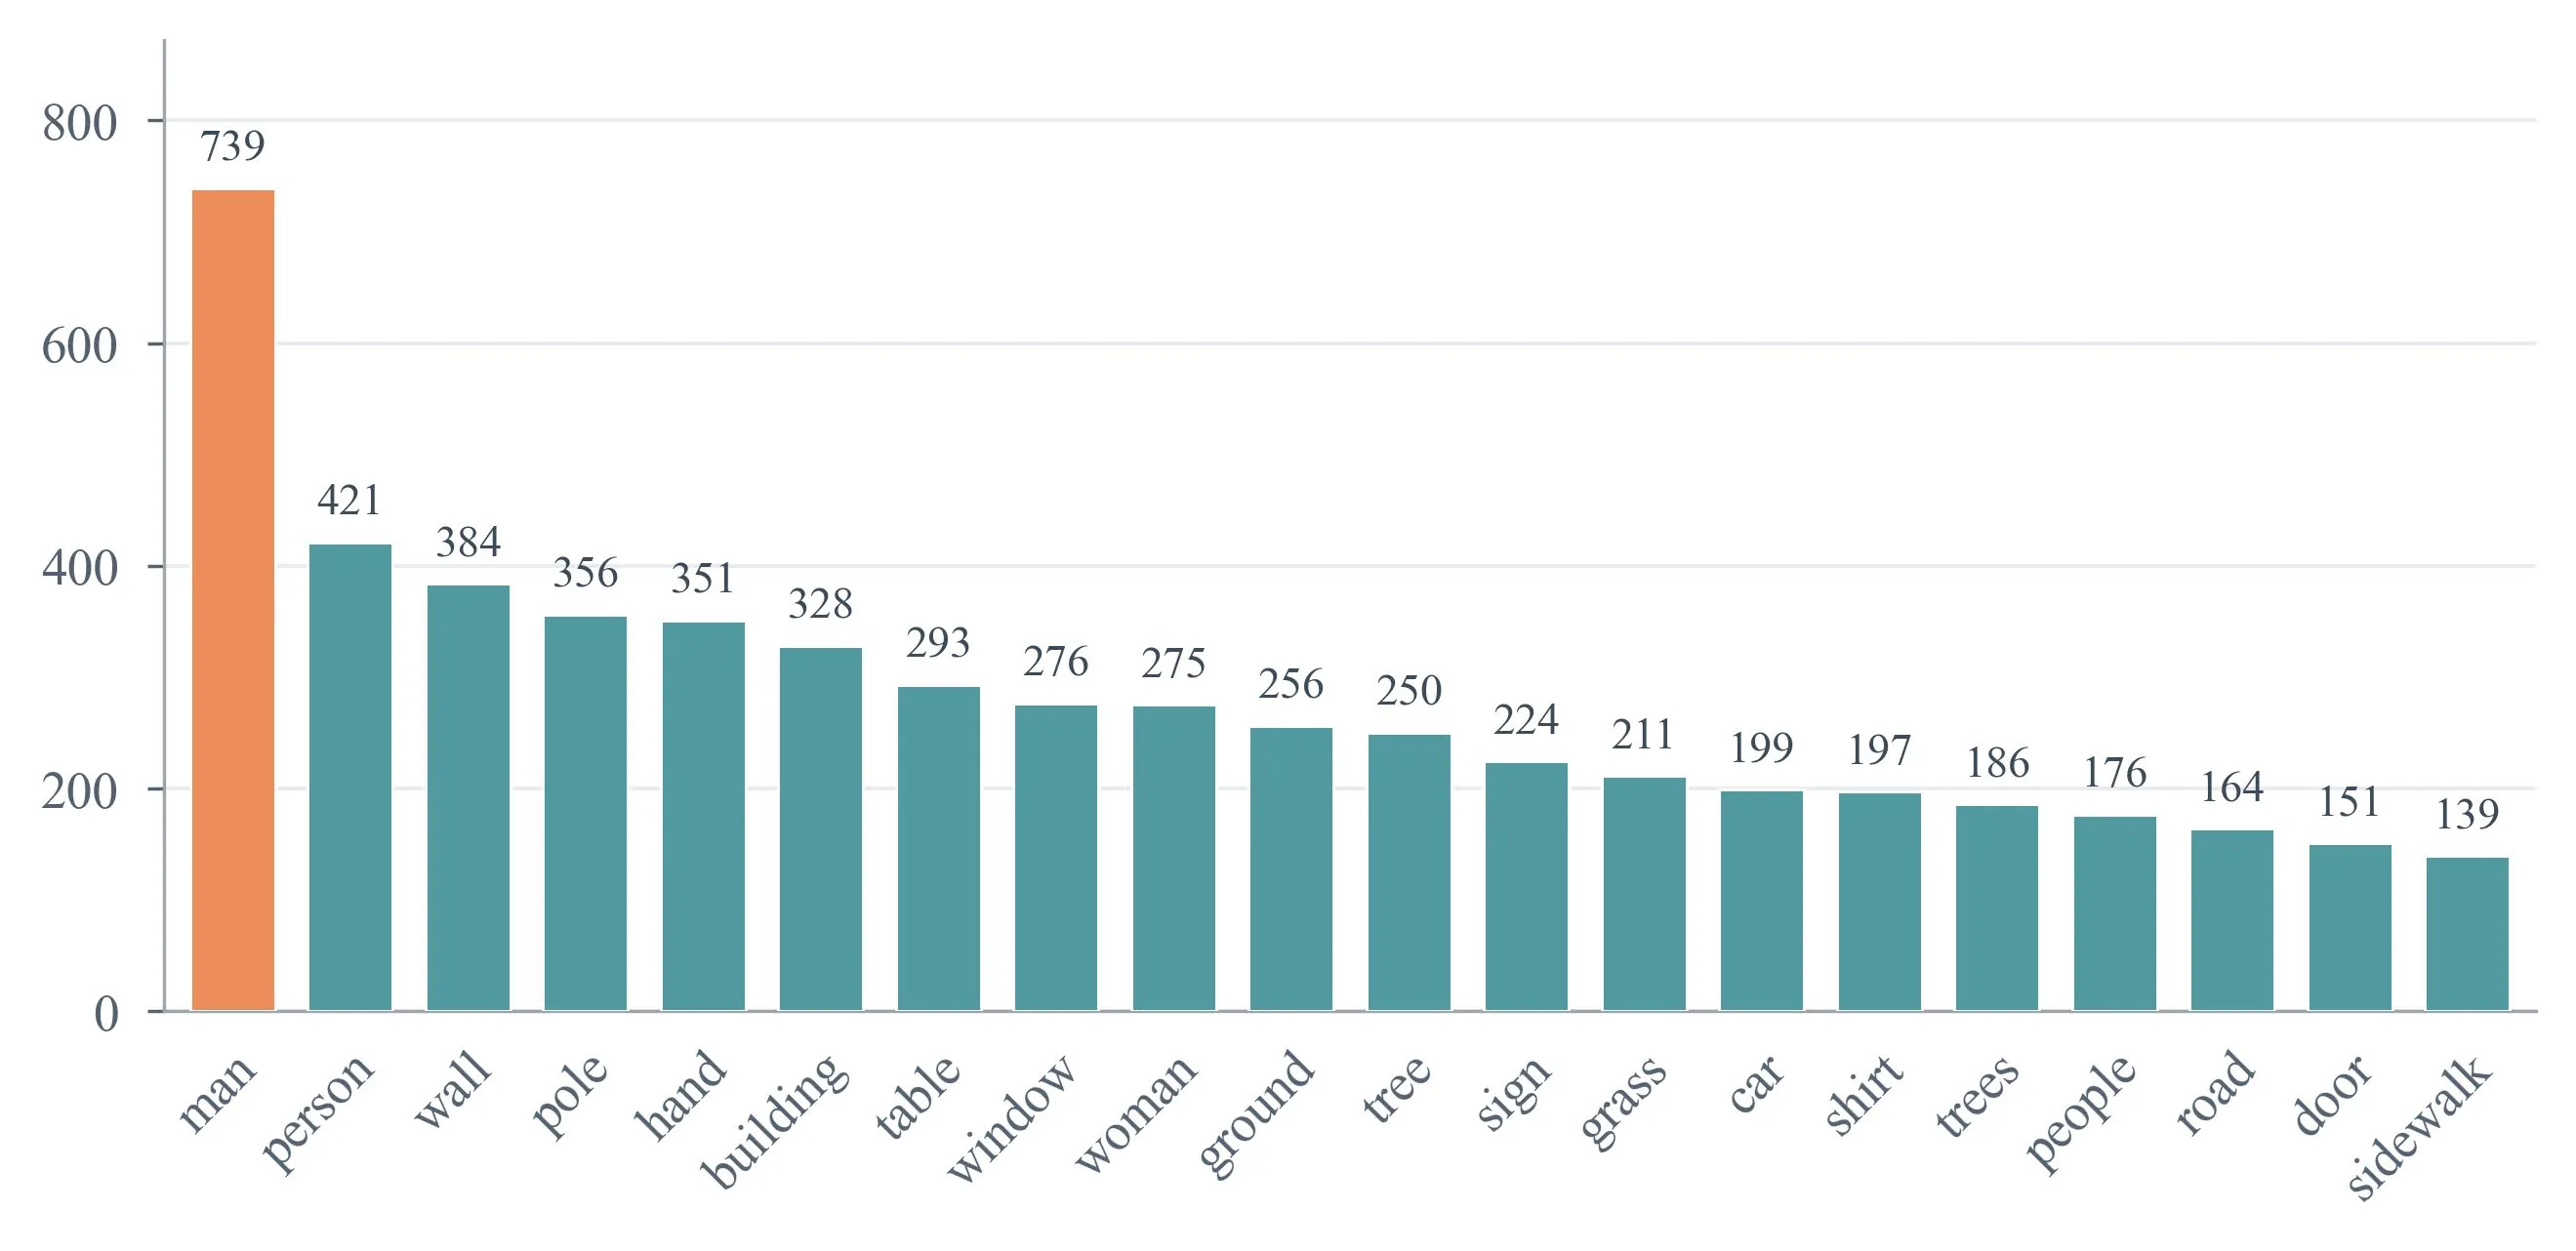 800
600
400
200
0
739
421
384
356
351
328
293
276
275
256
250
224
211
199
197
186
176
164
151
139
man
person
wall
pole
hand
building
table
window
woman
ground
tree
sign
grass
car
shirt
trees
people
road
door
sidewalk